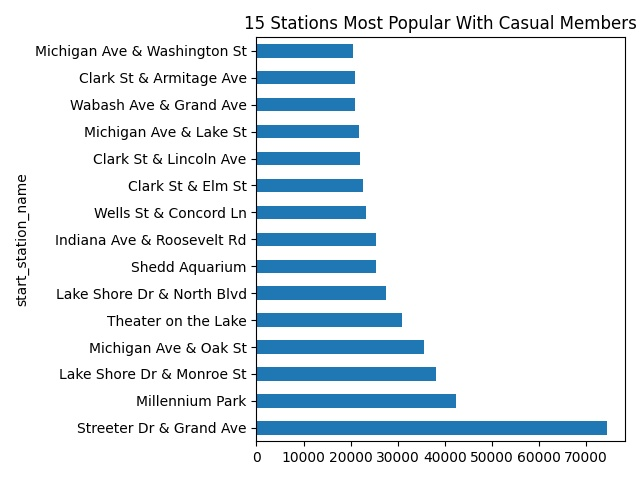 15 Stations Most Popular With Casual Members
Michigan Ave & Washington St
Clark St & Armitage Ave
Wabash Ave & Grand Ave
Michigan Ave & Lake St
Clark St & Lincoln Ave
Clark St & Elm St
Wells St & Concord Ln
Indiana Ave & Roosevelt Rd
Shedd Aquarium
Lake Shore Dr & North Blvd
Theater on the Lake
Michigan Ave & Oak St
Lake Shore Dr & Monroe St
Millennium Park
Streeter Dr & Grand Ave
start_station_name
0 10000 20000 30000 40000 50000 60000 70000